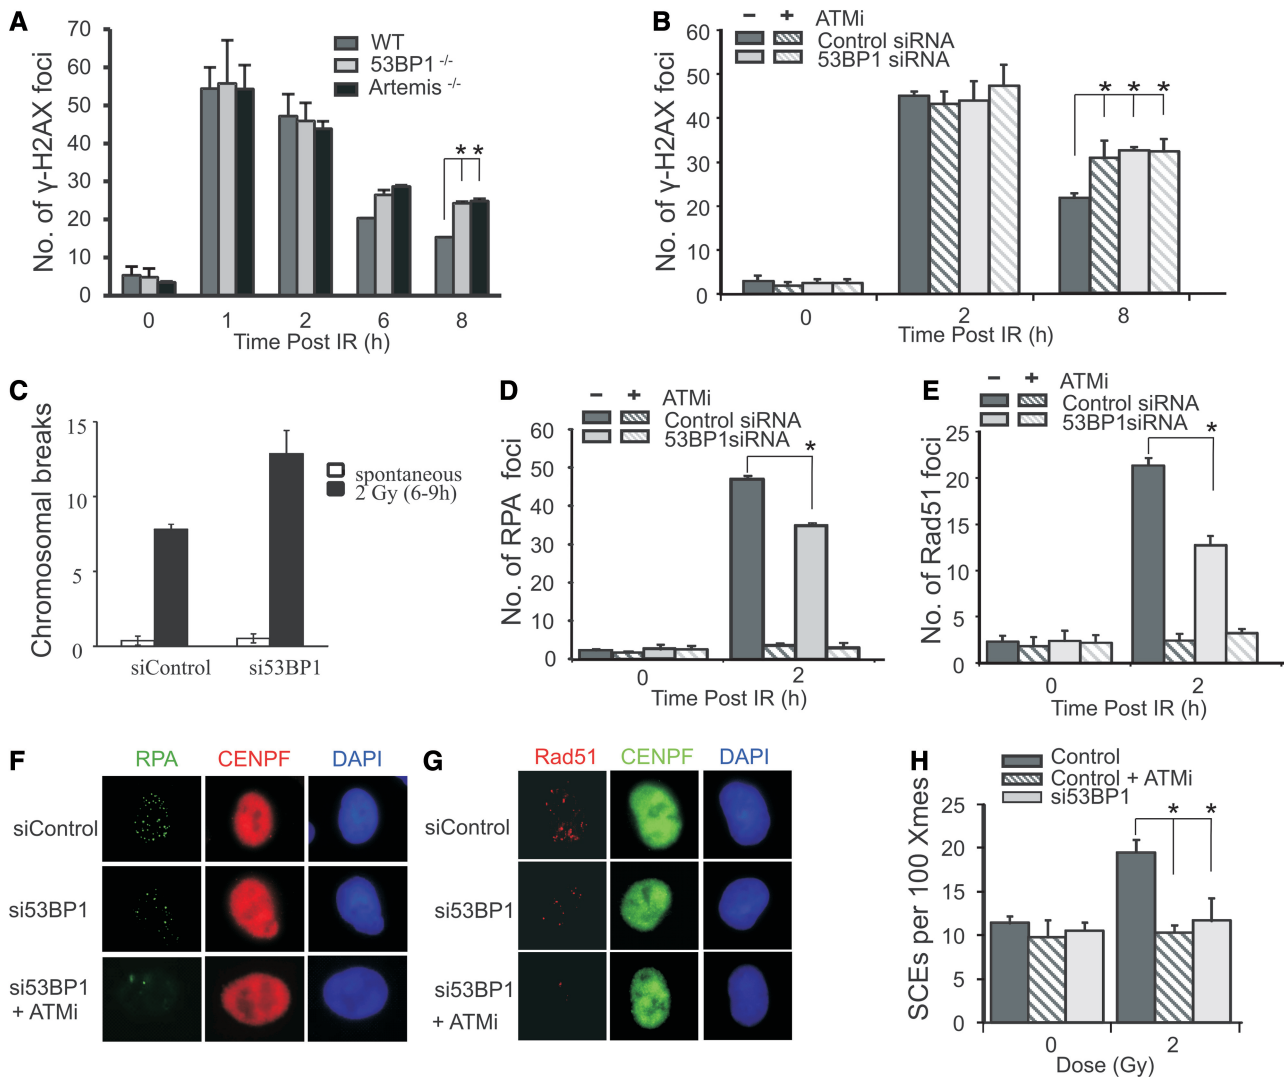 A
70
60
50
40
30
20
10
0
No. of γ-H2AX foci
WT
53BP1 -/-
Artemis -/-
* *
0 1 2 6 8
Time Post IR (h)
B
– + ATMi
Control siRNA
53BP1 siRNA
60
50
40
30
20
10
0
No. of γ-H2AX foci
* * *
0 2 8
Time Post IR (h)
C
15
10
5
0
Chromosomal breaks
spontaneous
2 Gy (6-9h)
siControl si53BP1
D
– + ATMi
Control siRNA
53BP1siRNA
60
50
40
30
20
10
0
No. of RPA foci
*
0 2
Time Post IR (h)
E
– + ATMi
Control siRNA
53BP1siRNA
25
20
15
10
5
0
No. of Rad51 foci
*
0 2
Time Post IR (h)
F
RPA CENPF DAPI
siControl
si53BP1
si53BP1
+ ATMi
G
Rad51 CENPF DAPI
siControl
si53BP1
si53BP1
+ ATMi
H
Control
Control + ATMi
si53BP1
25
20
15
10
5
0
SCEs per 100 Xmes
* *
0 2
Dose (Gy)